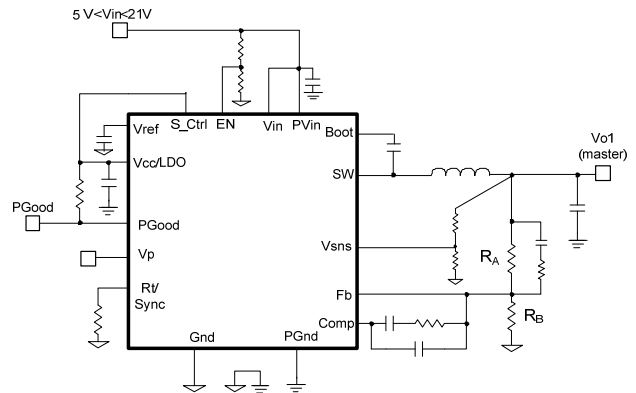 5 V<Vin<21V
S_Ctrl EN Vin PVin
Vref
Boot
Vcc/LDO
SW
Vo1
(master)
PGood
PGood
Vsns
Vp
RA
Rt/
Sync
Fb
RB
Comp
Gnd
PGnd